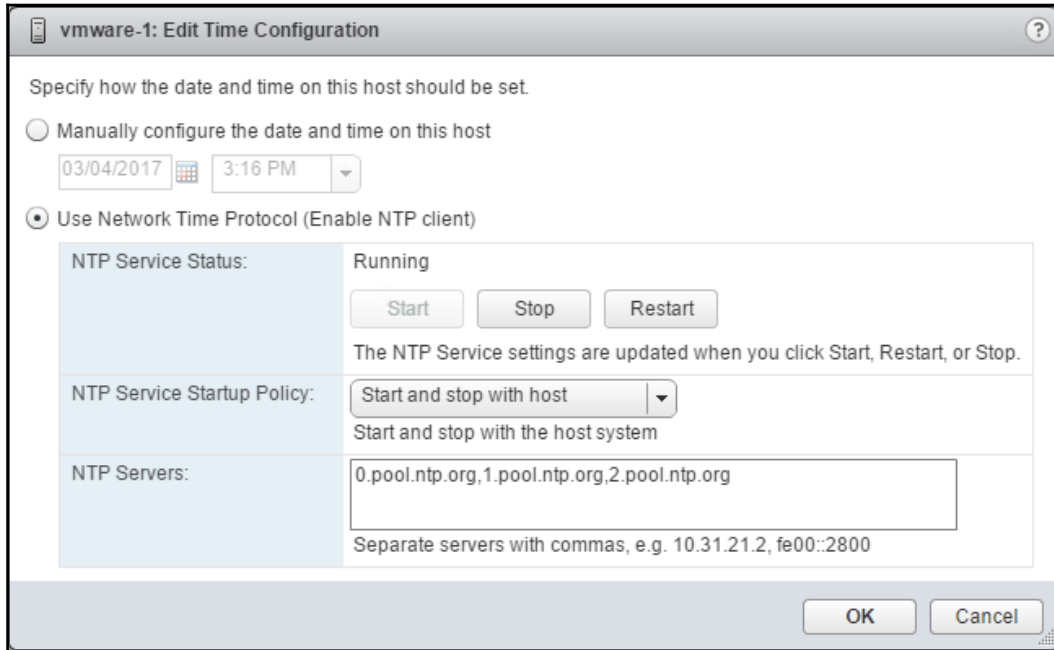 vmware-1: Edit Time Configuration
?
Specify how the date and time on this host should be set.
Manually configure the date and time on this host
03/04/2017 3:16 PM
Use Network Time Protocol (Enable NTP client)
NTP Service Status: Running
Start Stop Restart
The NTP Service settings are updated when you click Start, Restart, or Stop.
NTP Service Startup Policy: Start and stop with host
Start and stop with the host system
NTP Servers: 0.pool.ntp.org,1.pool.ntp.org,2.pool.ntp.org
Separate servers with commas, e.g. 10.31.21.2, fe00::2800
OK Cancel